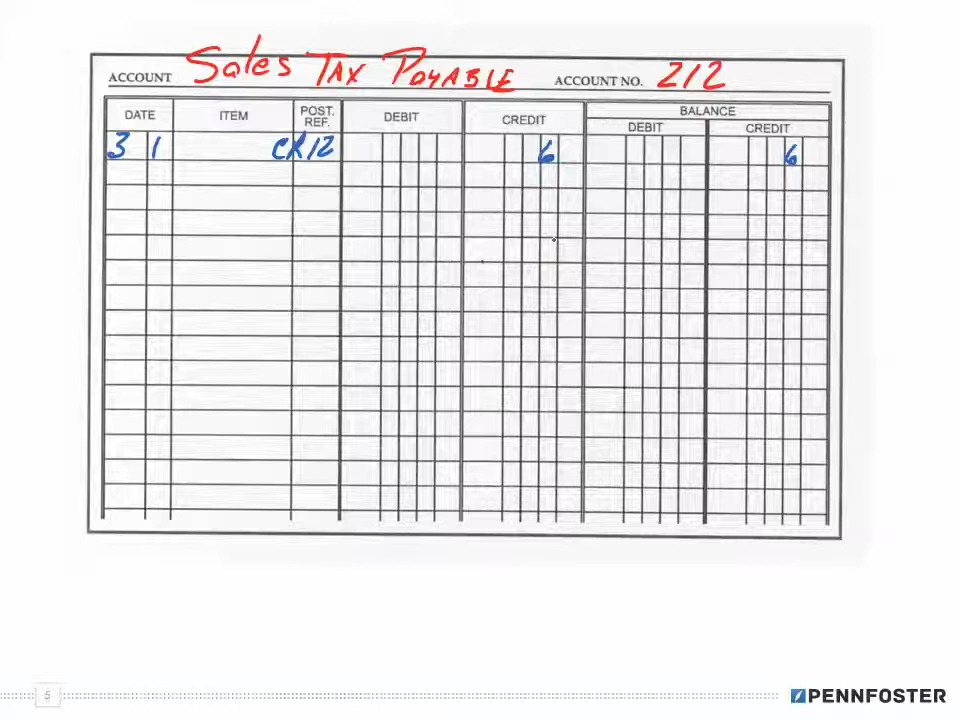 ACCOUNT Sales TAX PAYABLE ACCOUNT NO. 212
DATE ITEM POST. REF. DEBIT CREDIT BALANCE
DEBIT CREDIT
3 1 CR12 6 6
5 PENNFOSTER